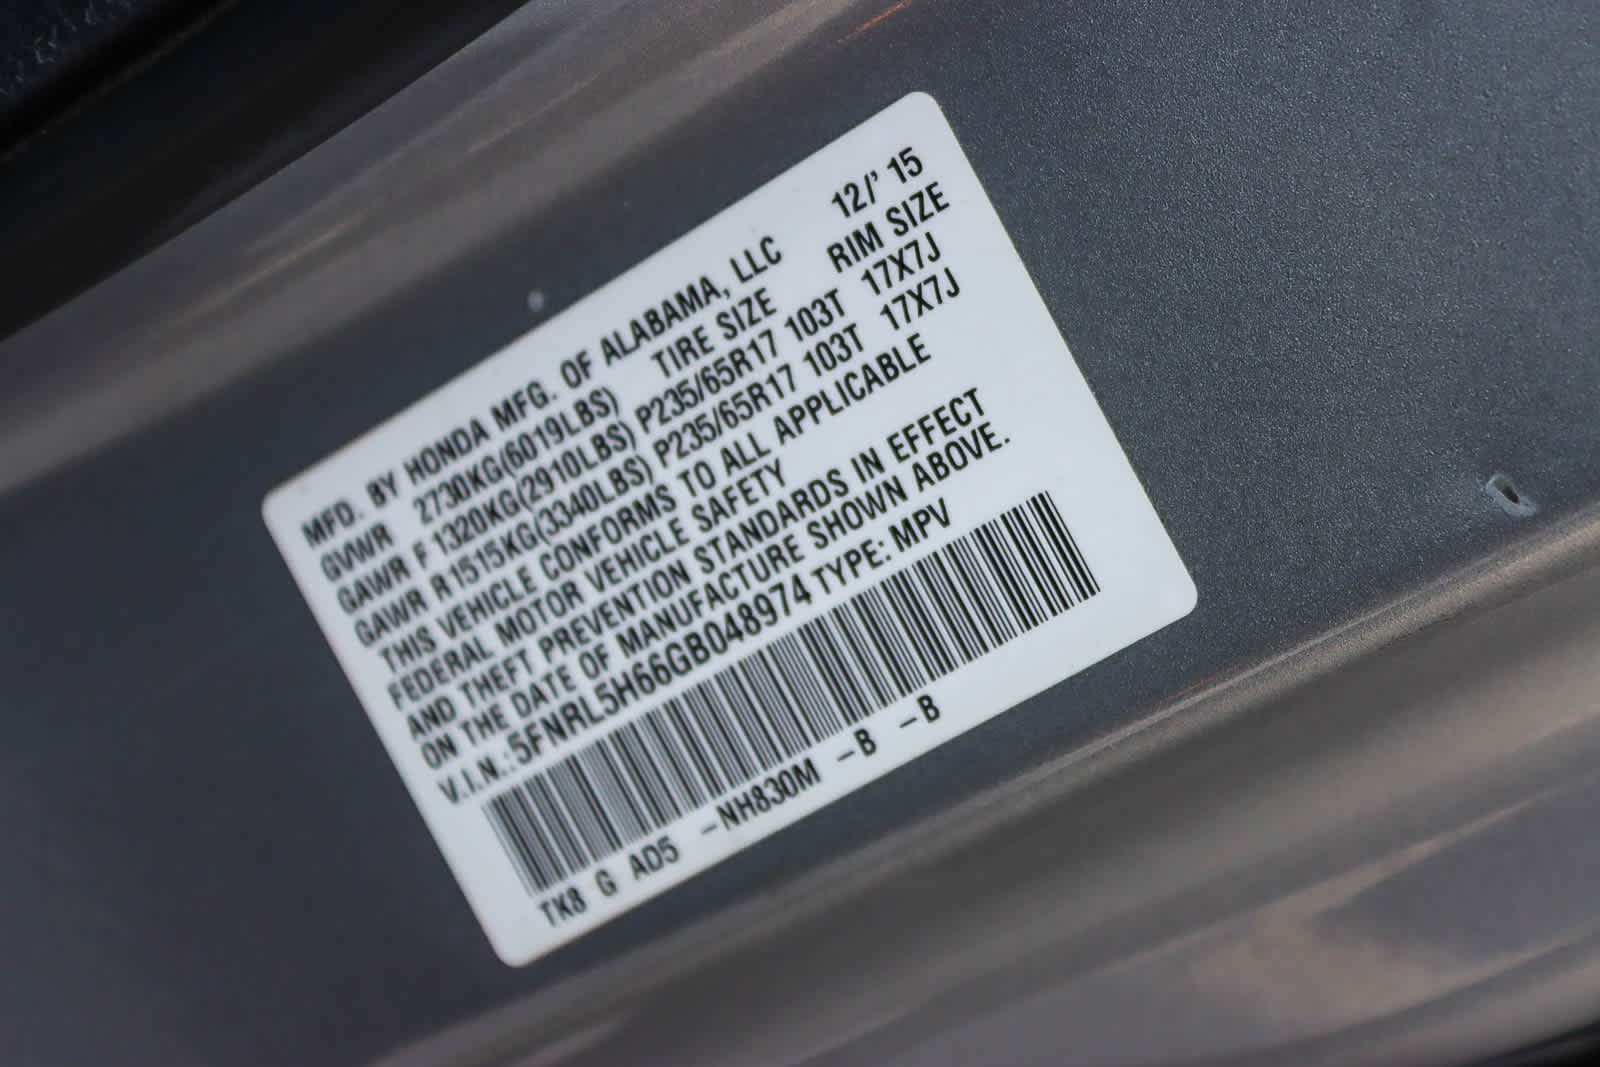 MFD. BY HONDA MFG. OF ALABAMA, LLC 12/' 15
GVWR 2730KG(6019LBS) TIRE SIZE RIM SIZE
GAWR F 1320KG(2910LBS) P235/65R17 103T 17X7J
GAWR R1515KG(3340LBS) P235/65R17 103T 17X7J
THIS VEHICLE CONFORMS TO ALL APPLICABLE
FEDERAL MOTOR VEHICLE SAFETY
AND THEFT PREVENTION STANDARDS IN EFFECT
ON THE DATE OF MANUFACTURE SHOWN ABOVE.
V.I.N.:5FNRL5H66GB048974 TYPE: MPV
TK8 G AD5 -NH830M -B -B